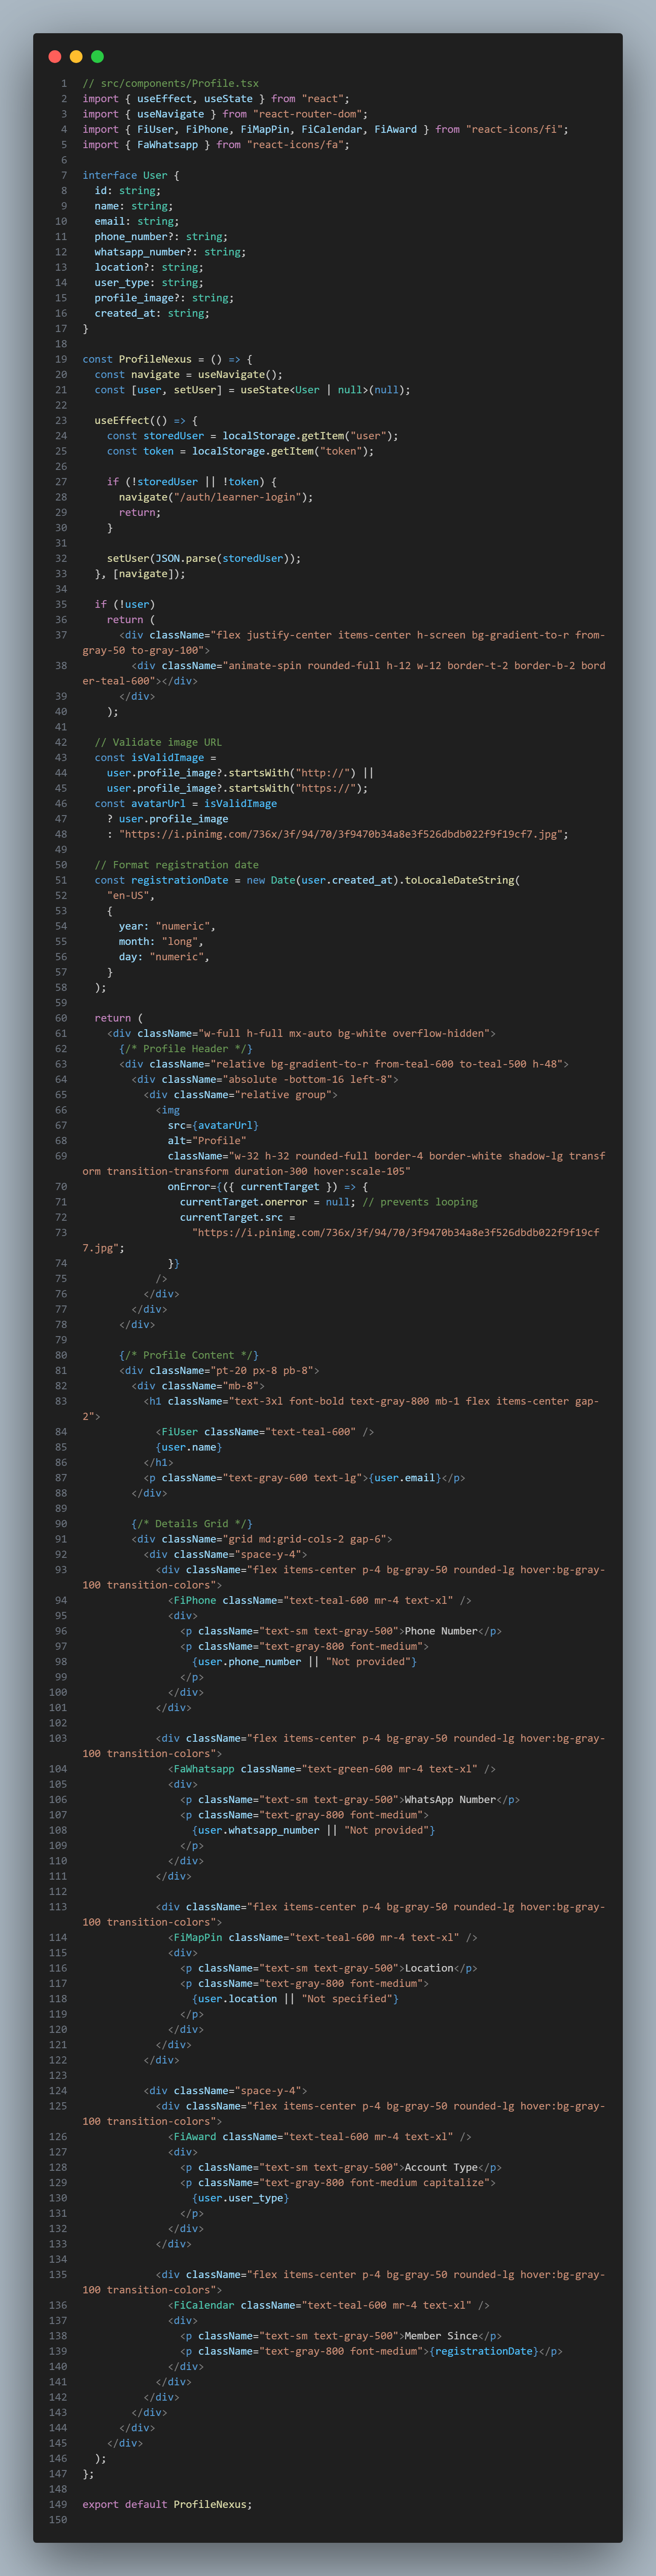 1 // src/components/Profile.tsx
2 import { useEffect, useState } from "react";
3 import { useNavigate } from "react-router-dom";
4 import { FiUser, FiPhone, FiMapPin, FiCalendar, FiAward } from "react-icons/fi";
5 import { FaWhatsapp } from "react-icons/fa";
6
7 interface User {
8   id: string;
9   name: string;
10   email: string;
11   phone_number?: string;
12   whatsapp_number?: string;
13   location?: string;
14   user_type: string;
15   profile_image?: string;
16   created_at: string;
17 }
18
19 const ProfileNexus = () => {
20   const navigate = useNavigate();
21   const [user, setUser] = useState<User | null>(null);
22
23   useEffect(() => {
24     const storedUser = localStorage.getItem("user");
25     const token = localStorage.getItem("token");
26
27     if (!storedUser || !token) {
28       navigate("/auth/learner-login");
29       return;
30     }
31
32     setUser(JSON.parse(storedUser));
33   }, [navigate]);
34
35   if (!user)
36     return (
37       <div className="flex justify-center items-center h-screen bg-gradient-to-r from-
gray-50 to-gray-100">
38         <div className="animate-spin rounded-full h-12 w-12 border-t-2 border-b-2 bord
er-teal-600"></div>
39       </div>
40     );
41
42   // Validate image URL
43   const isValidImage =
44     user.profile_image?.startsWith("http://") ||
45     user.profile_image?.startsWith("https://");
46   const avatarUrl = isValidImage
47     ? user.profile_image
48     : "https://i.pinimg.com/736x/3f/94/70/3f9470b34a8e3f526dbdb022f9f19cf7.jpg";
49
50   // Format registration date
51   const registrationDate = new Date(user.created_at).toLocaleDateString(
52     "en-US",
53     {
54       year: "numeric",
55       month: "long",
56       day: "numeric",
57     }
58   );
59
60   return (
61     <div className="w-full h-full mx-auto bg-white overflow-hidden">
62       {/* Profile Header */}
63       <div className="relative bg-gradient-to-r from-teal-600 to-teal-500 h-48">
64         <div className="absolute -bottom-16 left-8">
65           <div className="relative group">
66             <img
67               src={avatarUrl}
68               alt="Profile"
69               className="w-32 h-32 rounded-full border-4 border-white shadow-lg transf
orm transition-transform duration-300 hover:scale-105"
70               onError={({ currentTarget }) => {
71                 currentTarget.onerror = null; // prevents looping
72                 currentTarget.src =
73                   "https://i.pinimg.com/736x/3f/94/70/3f9470b34a8e3f526dbdb022f9f19cf
7.jpg";
74               }}
75             />
76           </div>
77         </div>
78       </div>
79
80       {/* Profile Content */}
81       <div className="pt-20 px-8 pb-8">
82         <div className="mb-8">
83           <h1 className="text-3xl font-bold text-gray-800 mb-1 flex items-center gap-
2">
84             <FiUser className="text-teal-600" />
85             {user.name}
86           </h1>
87           <p className="text-gray-600 text-lg">{user.email}</p>
88         </div>
89
90         {/* Details Grid */}
91         <div className="grid md:grid-cols-2 gap-6">
92           <div className="space-y-4">
93             <div className="flex items-center p-4 bg-gray-50 rounded-lg hover:bg-gray-
100 transition-colors">
94               <FiPhone className="text-teal-600 mr-4 text-xl" />
95               <div>
96                 <p className="text-sm text-gray-500">Phone Number</p>
97                 <p className="text-gray-800 font-medium">
98                   {user.phone_number || "Not provided"}
99                 </p>
100               </div>
101             </div>
102
103             <div className="flex items-center p-4 bg-gray-50 rounded-lg hover:bg-gray-
100 transition-colors">
104               <FaWhatsapp className="text-green-600 mr-4 text-xl" />
105               <div>
106                 <p className="text-sm text-gray-500">WhatsApp Number</p>
107                 <p className="text-gray-800 font-medium">
108                   {user.whatsapp_number || "Not provided"}
109                 </p>
110               </div>
111             </div>
112
113             <div className="flex items-center p-4 bg-gray-50 rounded-lg hover:bg-gray-
100 transition-colors">
114               <FiMapPin className="text-teal-600 mr-4 text-xl" />
115               <div>
116                 <p className="text-sm text-gray-500">Location</p>
117                 <p className="text-gray-800 font-medium">
118                   {user.location || "Not specified"}
119                 </p>
120               </div>
121             </div>
122           </div>
123
124           <div className="space-y-4">
125             <div className="flex items-center p-4 bg-gray-50 rounded-lg hover:bg-gray-
100 transition-colors">
126               <FiAward className="text-teal-600 mr-4 text-xl" />
127               <div>
128                 <p className="text-sm text-gray-500">Account Type</p>
129                 <p className="text-gray-800 font-medium capitalize">
130                   {user.user_type}
131                 </p>
132               </div>
133             </div>
134
135             <div className="flex items-center p-4 bg-gray-50 rounded-lg hover:bg-gray-
100 transition-colors">
136               <FiCalendar className="text-teal-600 mr-4 text-xl" />
137               <div>
138                 <p className="text-sm text-gray-500">Member Since</p>
139                 <p className="text-gray-800 font-medium">{registrationDate}</p>
140               </div>
141             </div>
142           </div>
143         </div>
144       </div>
145     </div>
146   );
147 };
148
149 export default ProfileNexus;
150